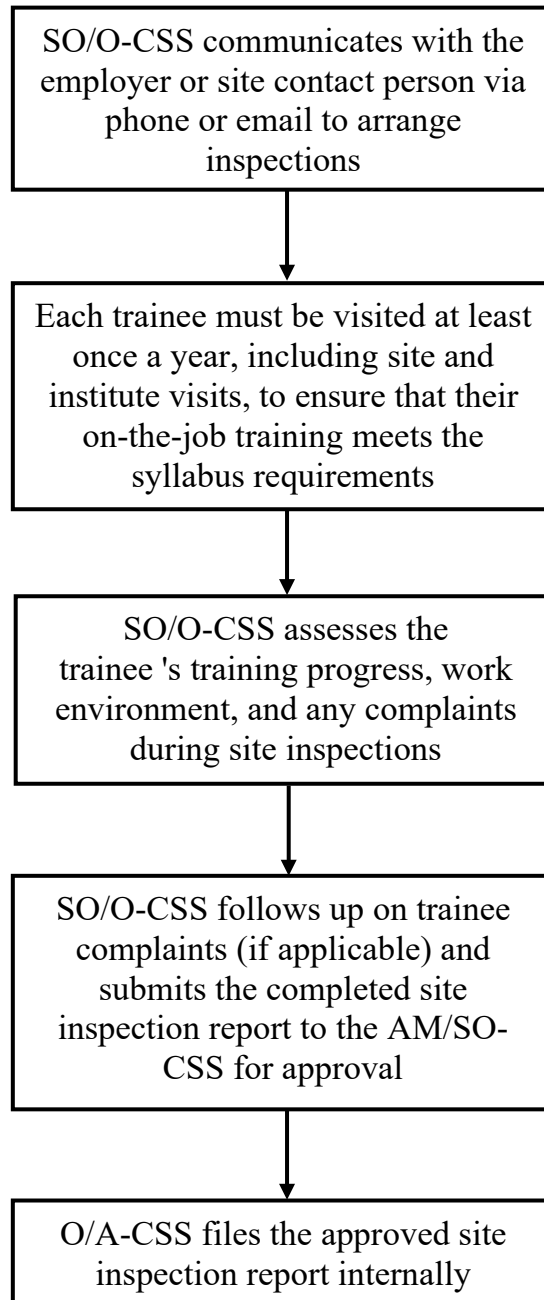 SO/O-CSS communicates with the
employer or site contact person via
phone or email to arrange
inspections
Each trainee must be visited at least
once a year, including site and
institute visits, to ensure that their
on-the-job training meets the
syllabus requirements
SO/O-CSS assesses the
trainee 's training progress, work
environment, and any complaints
during site inspections
SO/O-CSS follows up on trainee
complaints (if applicable) and
submits the completed site
inspection report to the AM/SO-
CSS for approval
O/A-CSS files the approved site
inspection report internally